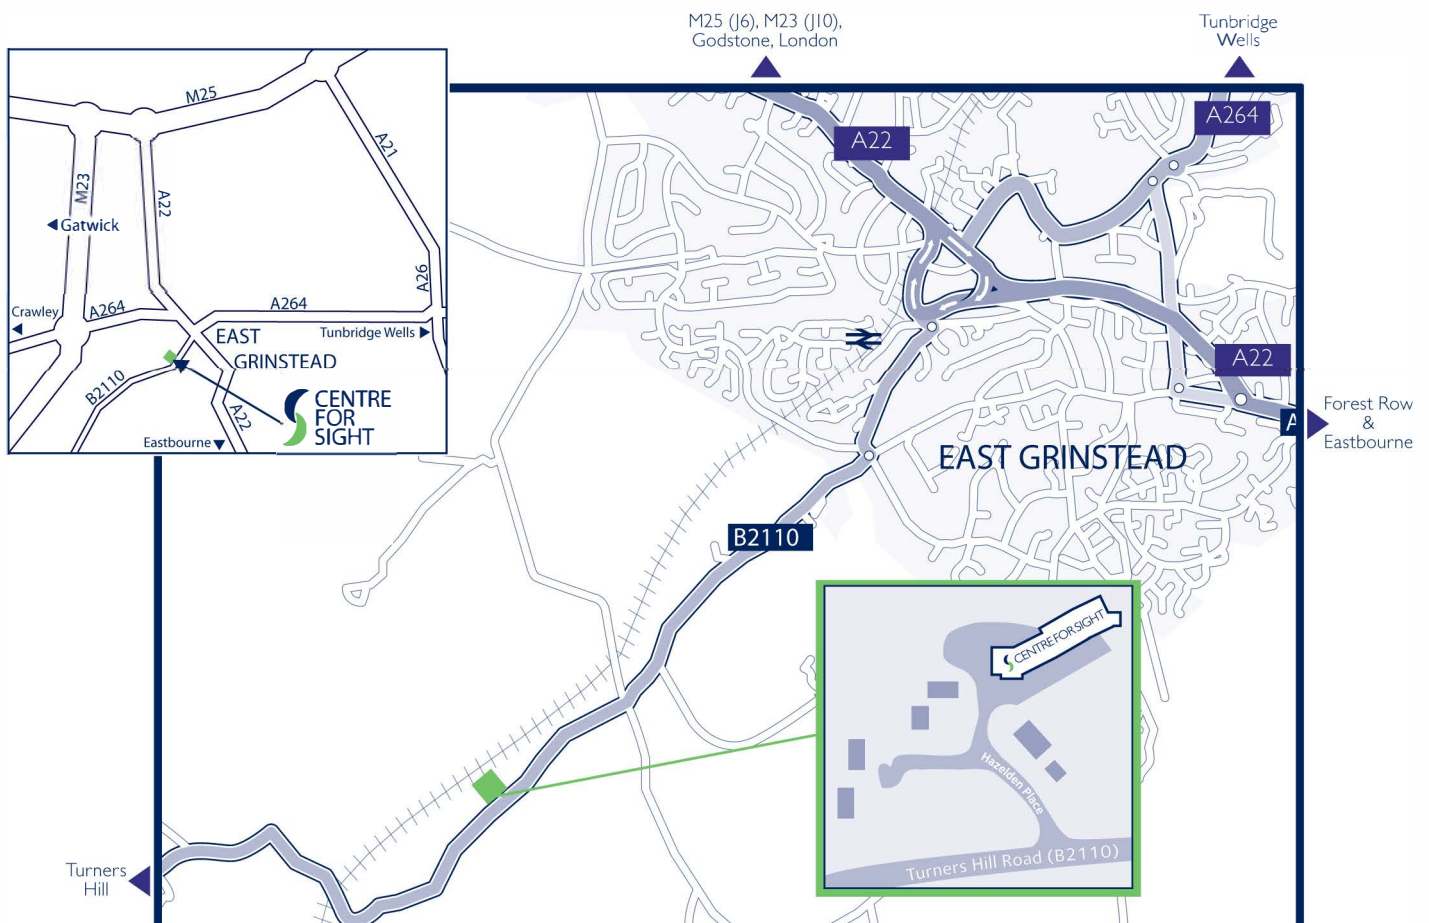 M25 (J6), M23 (J10),
Godstone, London
Tunbridge
Wells
M25
A21
M23
A22
Gatwick
A26
Crawley
A264
A264
EAST
GRINSTEAD
Tunbridge Wells
B2110
A22
Eastbourne
CENTRE
FOR
SIGHT
A22
A264
A22
A
Forest Row
&
Eastbourne
EAST GRINSTEAD
B2110
CENTRE FOR SIGHT
Hazelden Place
Turners Hill Road (B2110)
Turners
Hill